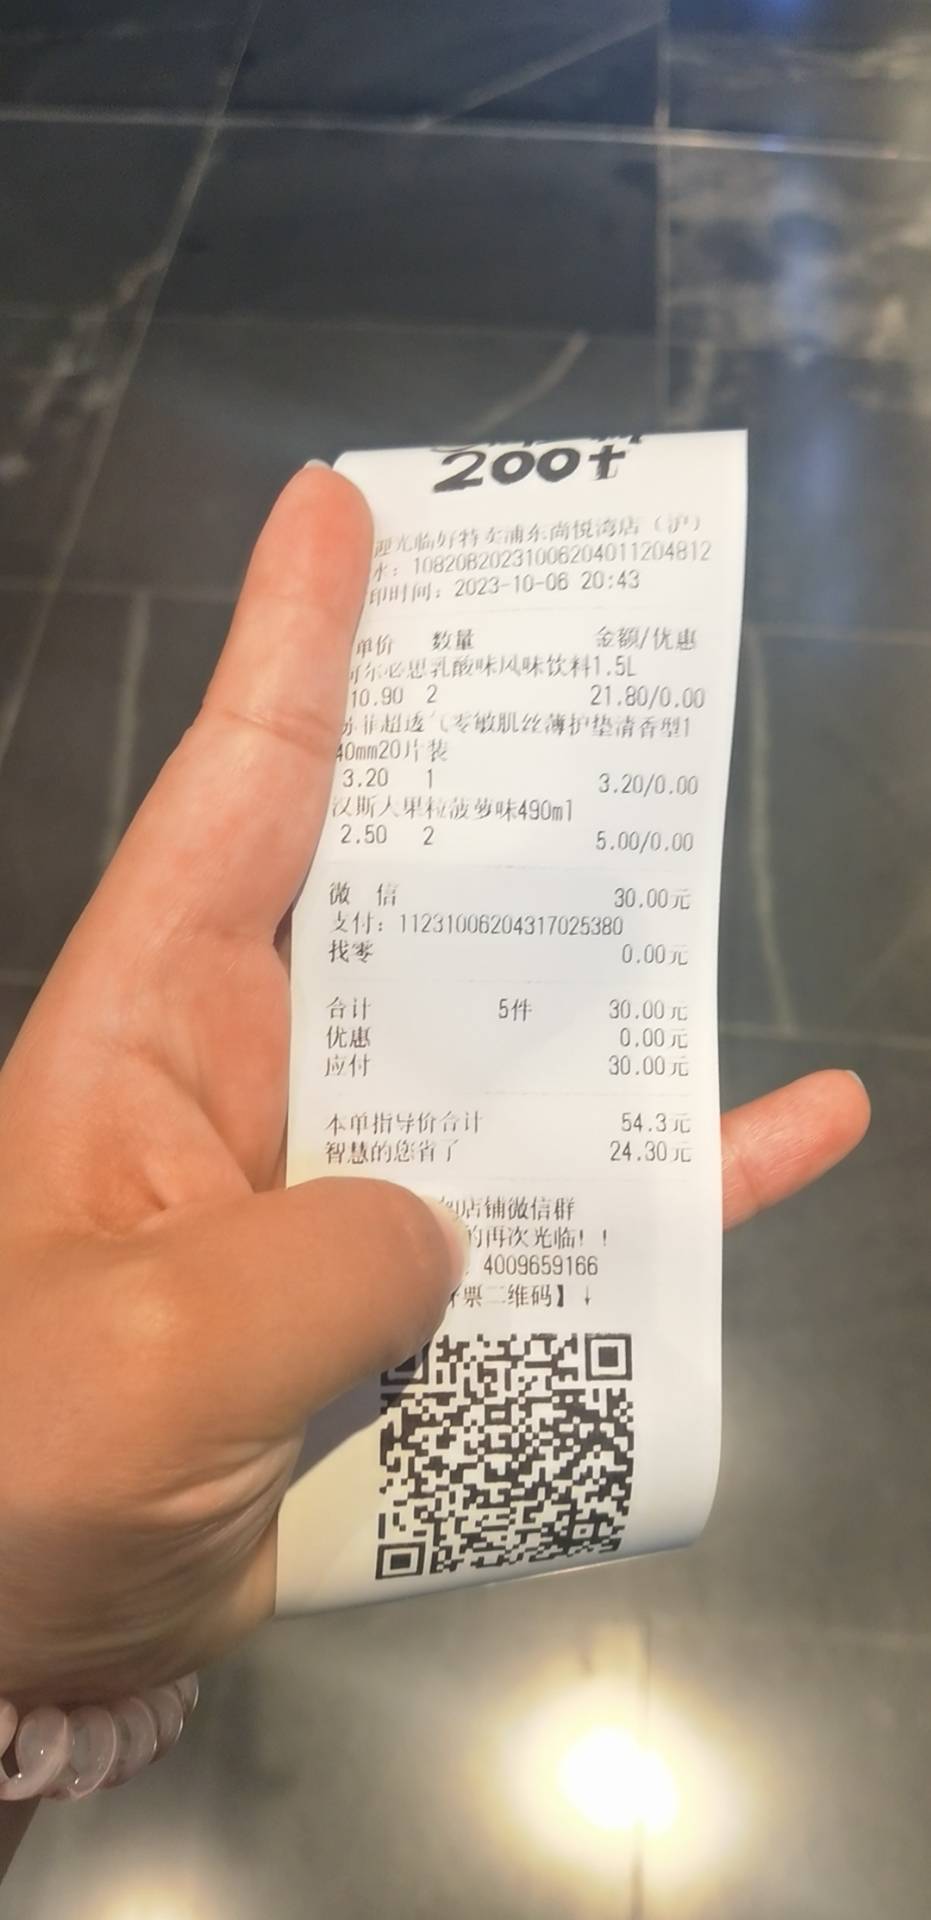 200+
迎光临好特卖浦东尚悦湾店（沪）
水：10820820231006204011204812
印时间：2023-10-06 20:43
单价 数量 金额/优惠
可尔必思乳酸味风味饮料1.5L
10.90 2 21.80/0.00
苏菲超透气零敏肌丝薄护垫清香型1
40mm20片装
3.20 1 3.20/0.00
汉斯大果粒菠萝味490ml
2.50 2 5.00/0.00
微 信 30.00元
支付：11231006204317025380
找零 0.00元
合计 5件 30.00元
优惠 0.00元
应付 30.00元
本单指导价合计 54.3元
智慧的您省了 24.30元
店铺微信群
的再次光临！！
4009659166
票二维码】↓